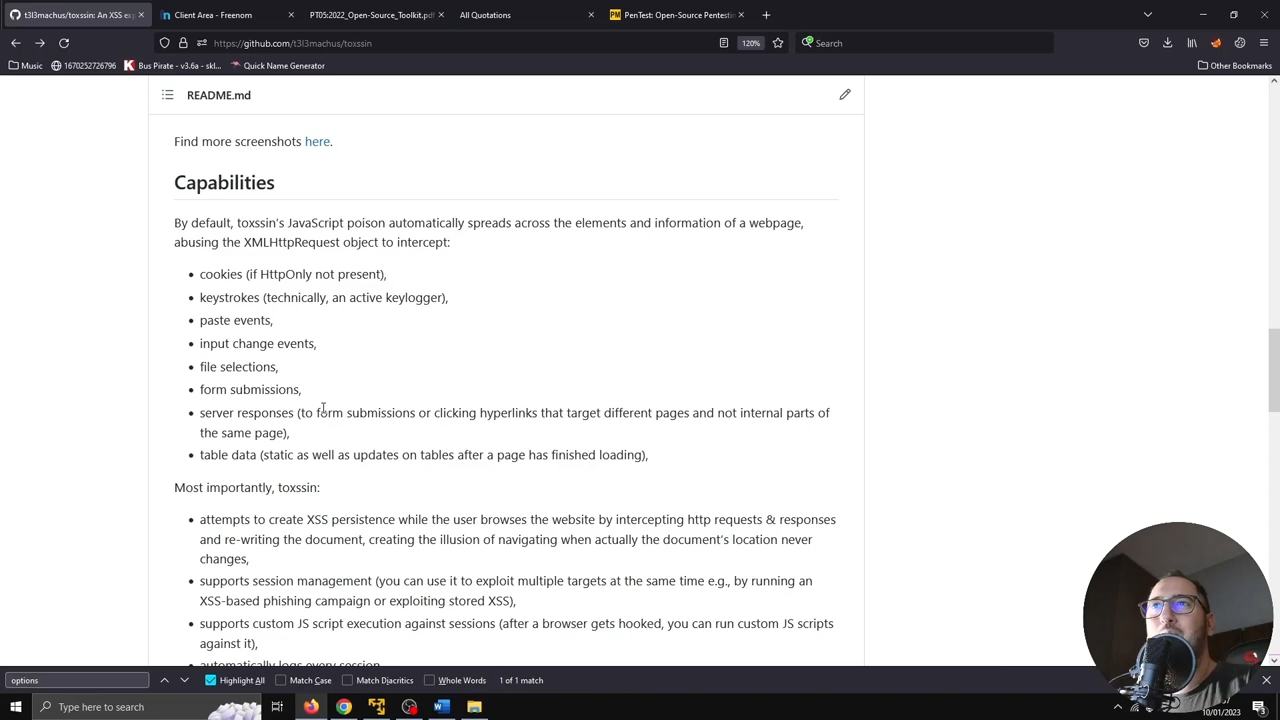 t3l3machus/toxssin: An XSS ex
Client Area - Freenom
PT05:2022_Open-Source_Toolkit.pdf
All Quotations
PM PenTest: Open-Source Pentestin
https://github.com/t3l3machus/toxssin
120%
Search
Music
1670252726796
Bus Pirate - v3.6a - skl...
Quick Name Generator
Other Bookmarks
README.md
Find more screenshots here.
Capabilities
By default, toxssin's JavaScript poison automatically spreads across the elements and information of a webpage,
abusing the XMLHttpRequest object to intercept:
• cookies (if HttpOnly not present),
• keystrokes (technically, an active keylogger),
• paste events,
• input change events,
• file selections,
• form submissions,
• server responses (to form submissions or clicking hyperlinks that target different pages and not internal parts of
the same page),
• table data (static as well as updates on tables after a page has finished loading),
Most importantly, toxssin:
• attempts to create XSS persistence while the user browses the website by intercepting http requests & responses
and re-writing the document, creating the illusion of navigating when actually the document's location never
changes,
• supports session management (you can use it to exploit multiple targets at the same time e.g., by running an
XSS-based phishing campaign or exploiting stored XSS),
• supports custom JS script execution against sessions (after a browser gets hooked, you can run custom JS scripts
against it),
• automatically logs every session
options
Highlight All
Match Case
Match Diacritics
Whole Words
1 of 1 match
Type here to search
10/01/2023